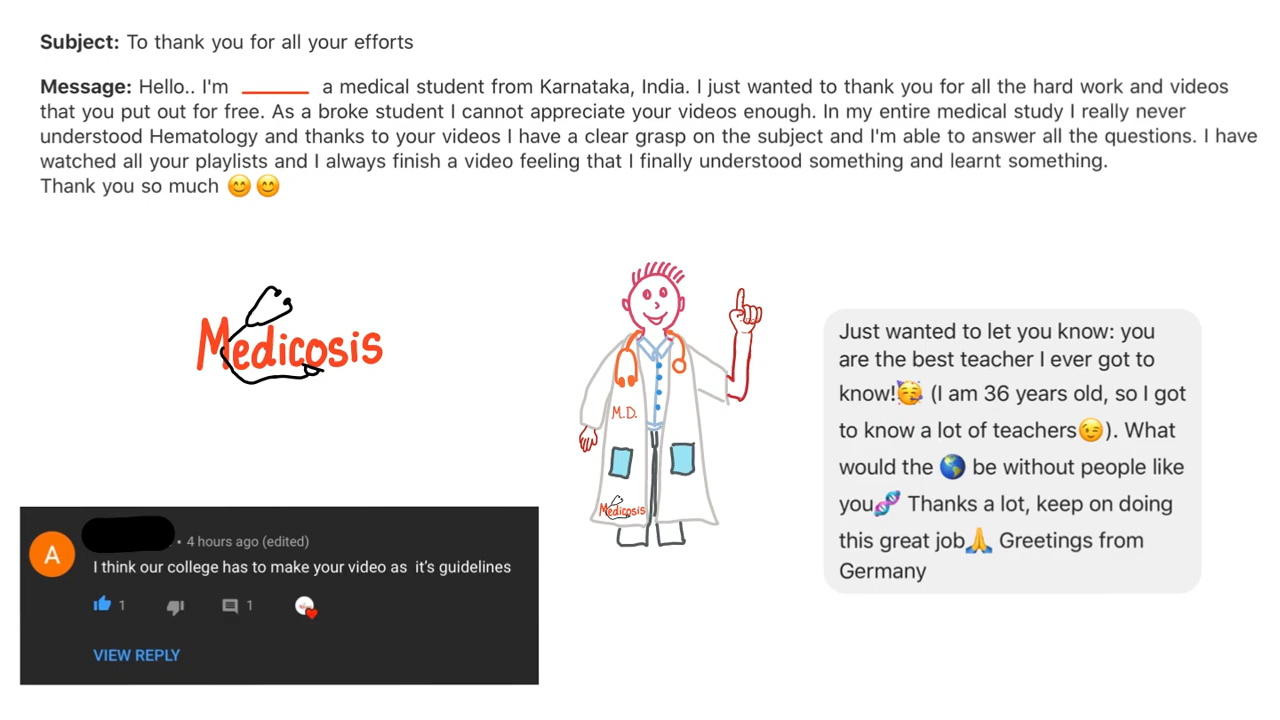 Subject: To thank you for all your efforts
Message: Hello.. I'm ______ a medical student from Karnataka, India. I just wanted to thank you for all the hard work and videos
that you put out for free. As a broke student I cannot appreciate your videos enough. In my entire medical study I really never
understood Hematology and thanks to your videos I have a clear grasp on the subject and I'm able to answer all the questions. I have
watched all your playlists and I always finish a video feeling that I finally understood something and learnt something.
Thank you so much 😊 😊
Medicosis
M.D.
Medicosis
Just wanted to let you know: you
are the best teacher I ever got to
know!🥳 (I am 36 years old, so I got
to know a lot of teachers😉). What
would the 🌎 be without people like
you🧬 Thanks a lot, keep on doing
this great job🙏 Greetings from
Germany
A
• 4 hours ago (edited)
I think our college has to make your video as it's guidelines
1
1
VIEW REPLY